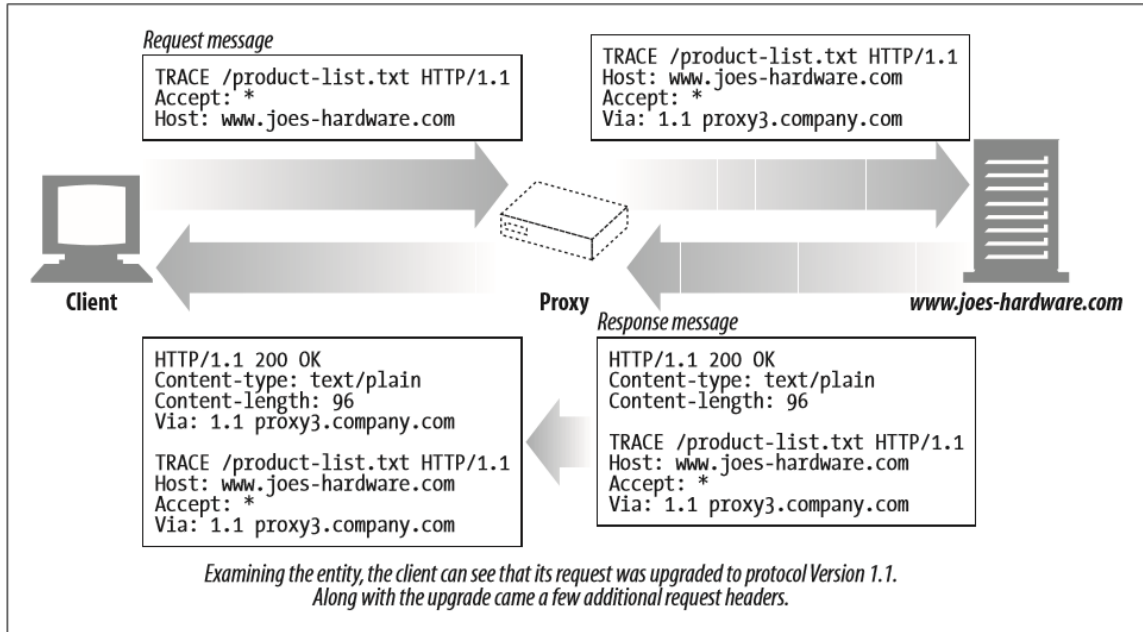 Request message
TRACE /product-list.txt HTTP/1.1
Accept: *
Host: www.joes-hardware.com
TRACE /product-list.txt HTTP/1.1
Host: www.joes-hardware.com
Accept: *
Via: 1.1 proxy3.company.com
Client
Proxy
www.joes-hardware.com
Response message
HTTP/1.1 200 OK
Content-type: text/plain
Content-length: 96
Via: 1.1 proxy3.company.com
TRACE /product-list.txt HTTP/1.1
Host: www.joes-hardware.com
Accept: *
Via: 1.1 proxy3.company.com
HTTP/1.1 200 OK
Content-type: text/plain
Content-length: 96
TRACE /product-list.txt HTTP/1.1
Host: www.joes-hardware.com
Accept: *
Via: 1.1 proxy3.company.com
Examining the entity, the client can see that its request was upgraded to protocol Version 1.1.
Along with the upgrade came a few additional request headers.